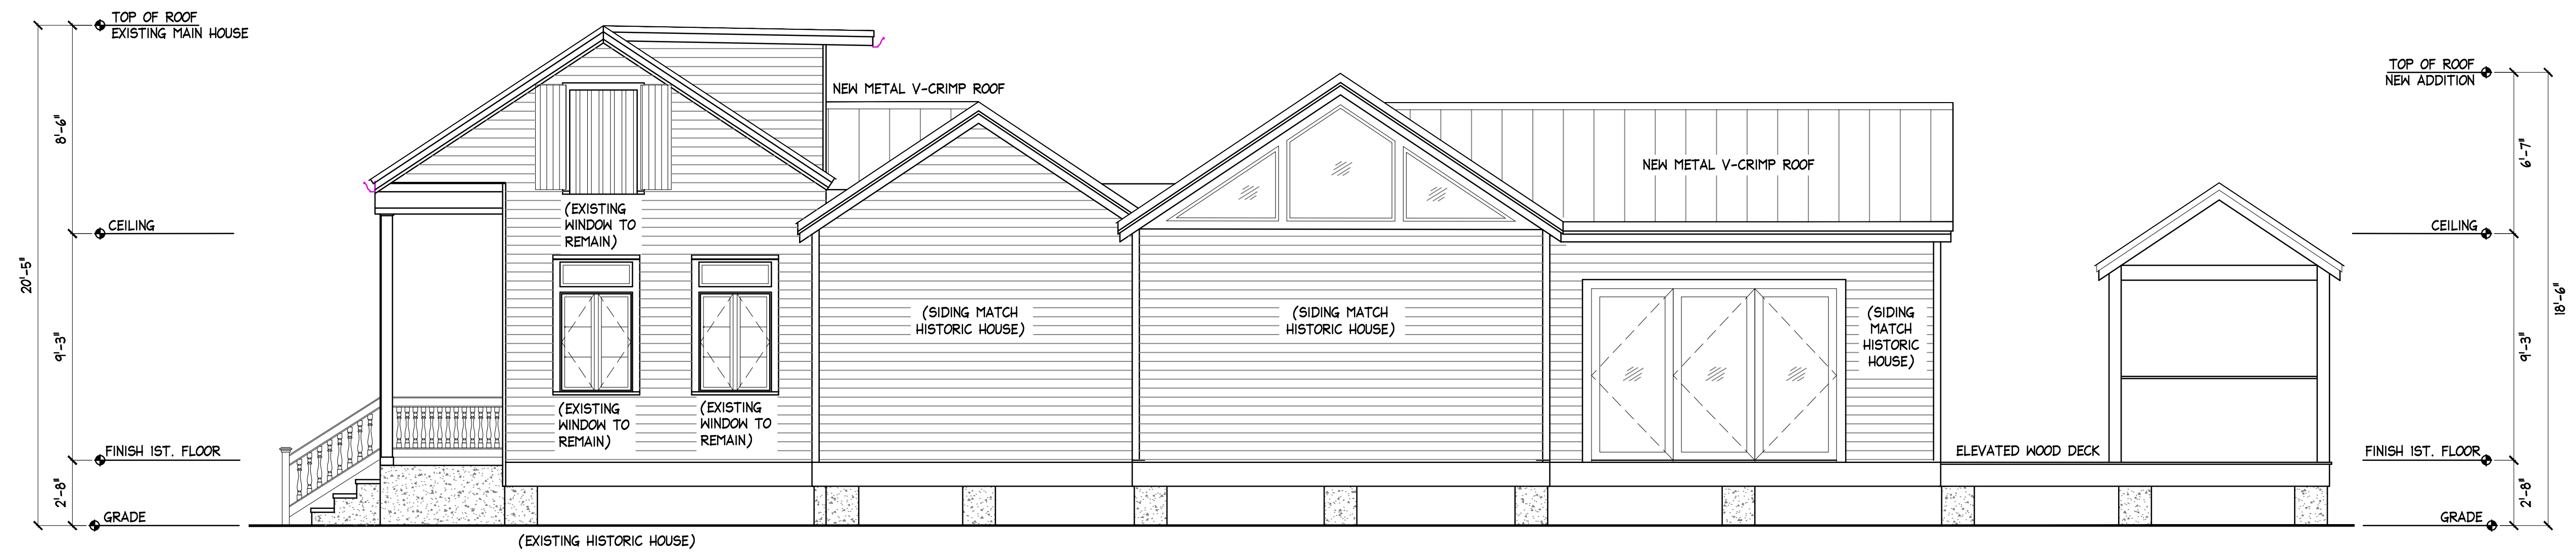 TOP OF ROOF
EXISTING MAIN HOUSE
8'-6"
CEILING
20'-5"
9'-3"
FINISH 1ST. FLOOR
2'-8"
GRADE
(EXISTING
WINDOW TO
REMAIN)
(EXISTING
WINDOW TO
REMAIN)
(EXISTING
WINDOW TO
REMAIN)
(EXISTING HISTORIC HOUSE)
NEW METAL V-CRIMP ROOF
(SIDING MATCH
HISTORIC HOUSE)
(SIDING MATCH
HISTORIC HOUSE)
NEW METAL V-CRIMP ROOF
(SIDING
MATCH
HISTORIC
HOUSE)
ELEVATED WOOD DECK
TOP OF ROOF
NEW ADDITION
6'-7"
CEILING
18'-6"
9'-3"
FINISH 1ST. FLOOR
2'-8"
GRADE